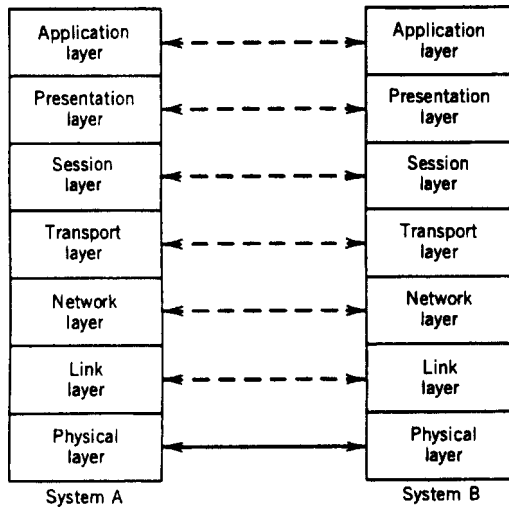 Application
layer
Application
layer
Presentation
layer
Presentation
layer
Session
layer
Session
layer
Transport
layer
Transport
layer
Network
layer
Network
layer
Link
layer
Link
layer
Physical
layer
Physical
layer
System A
System B